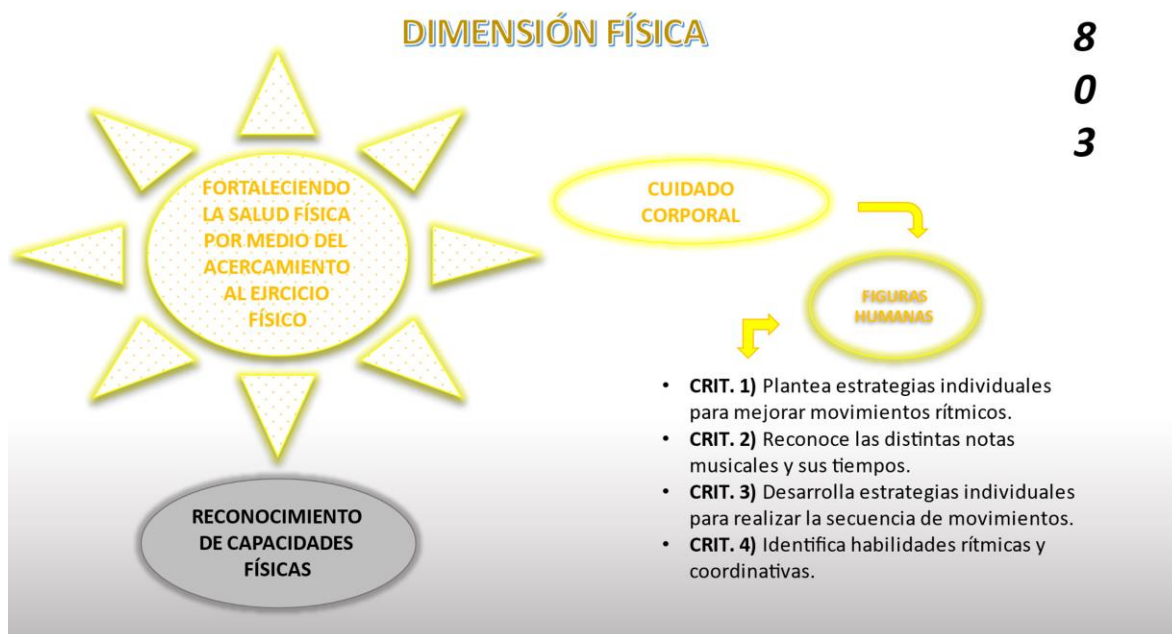 DIMENSIÓN FÍSICA
8
0
3
FORTALECIENDO
LA SALUD FÍSICA
POR MEDIO DEL
ACERCAMIENTO
AL EJRCICIO
FÍSICO
RECONOCIMIENTO
DE CAPACIDADES
FÍSICAS
CUIDADO
CORPORAL
FIGURAS
HUMANAS
• CRIT. 1) Plantea estrategias individuales
para mejorar movimientos rítmicos.
• CRIT. 2) Reconoce las distintas notas
musicales y sus tiempos.
• CRIT. 3) Desarrolla estrategias individuales
para realizar la secuencia de movimientos.
• CRIT. 4) Identifica habilidades rítmicas y
coordinativas.